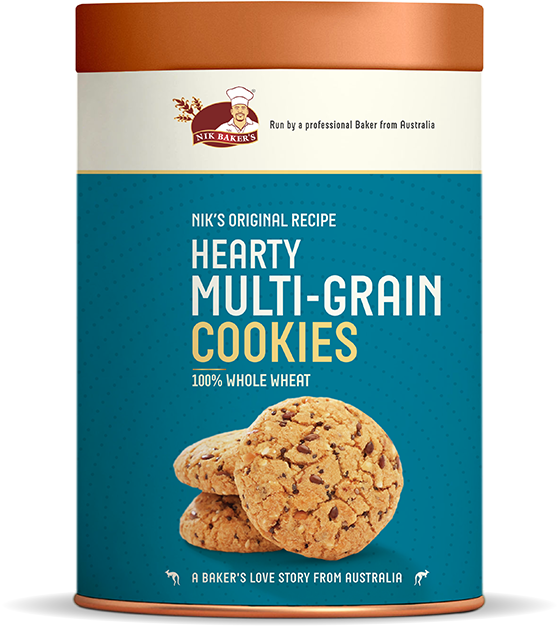 NIK BAKER'S
Run by a professional Baker from Australia
NIK'S ORIGINAL RECIPE
HEARTY
MULTI-GRAIN
COOKIES
100% WHOLE WHEAT
A BAKER'S LOVE STORY FROM AUSTRALIA